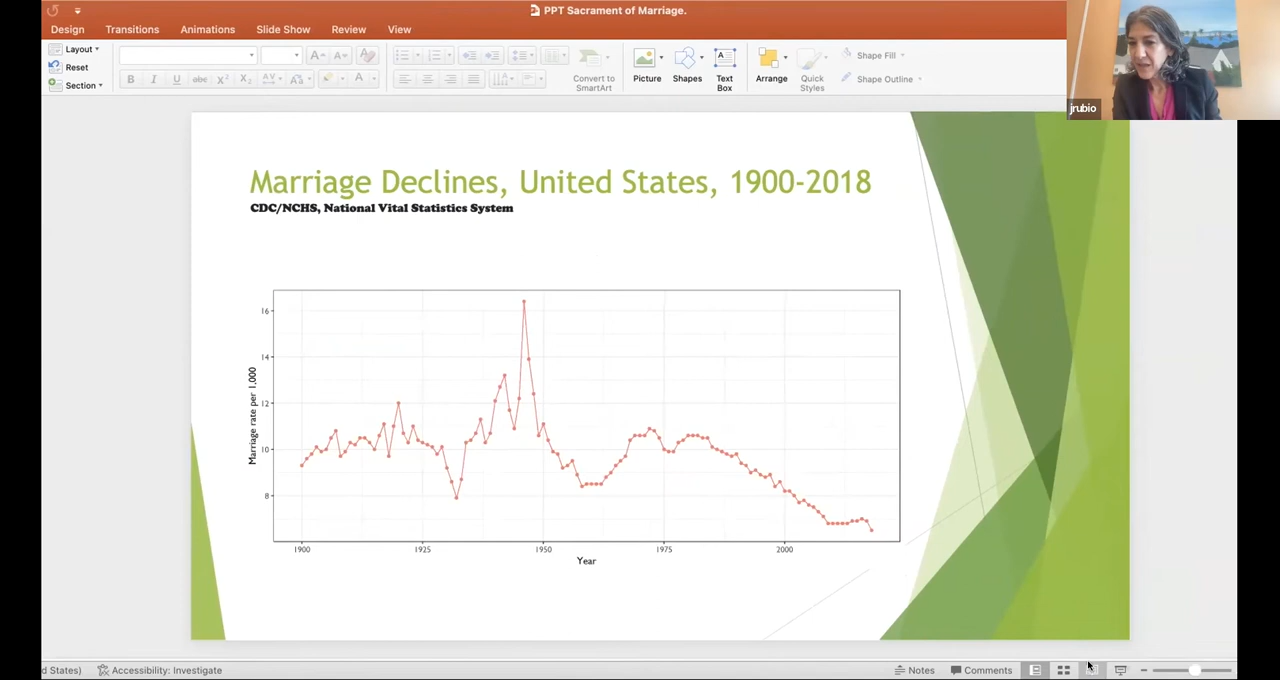 PPT Sacrament of Marriage.
Design Transitions Animations Slide Show Review View
Layout
Reset
Section
Convert to
SmartArt
Picture
Shapes
Text
Box
Arrange
Quick
Styles
Shape Fill
Shape Outline
jrubio
Marriage Declines, United States, 1900-2018
CDC/NCHS, National Vital Statistics System
Marriage rate per 1,000
16
14
12
10
8
1900 1925 1950 1975 2000
Year
d States) Accessibility: Investigate Notes Comments